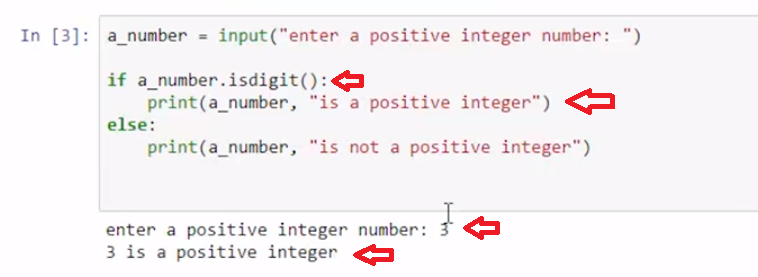 In [3]: a_number = input("enter a positive integer number: ")
if a_number.isdigit():
print(a_number, "is a positive integer")
else:
print(a_number, "is not a positive integer")
enter a positive integer number: 3
3 is a positive integer